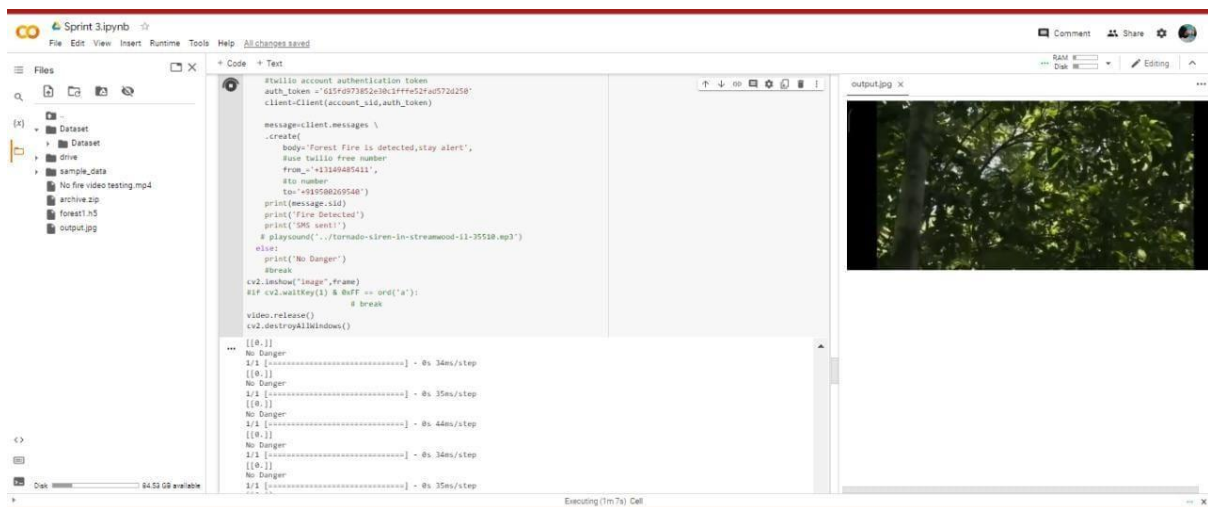 Sprint 3.ipynb
File Edit View Insert Runtime Tools Help All changes saved
Comment Share
Files
+ Code + Text
RAM
Disk
Editing
..
Dataset
Dataset
drive
sample_data
No fire video testing.mp4
archive.zip
forest1.h5
output.jpg
Disk 64.53 GB available
#twilio account authentication token
auth_token ='615fd973852e30c1fffe52fad572d250'
client=Client(account_sid,auth_token)
message=client.messages \
.create(
body='Forest Fire is detected,stay alert',
#use twilio free number
from_='+13149485411',
#to number
to='+919500269540')
print(message.sid)
print('Fire Detected')
print('SMS sent!')
# playsound('../tornado-siren-in-streamwood-il-35510.mp3')
else:
print('No Danger')
#break
cv2.imshow("image",frame)
#if cv2.waitKey(1) & 0xFF == ord('a'):
# break
video.release()
cv2.destroyAllWindows()
[[0.]]
No Danger
1/1 [==============================] - 0s 34ms/step
[[0.]]
No Danger
1/1 [==============================] - 0s 35ms/step
[[0.]]
No Danger
1/1 [==============================] - 0s 44ms/step
[[0.]]
No Danger
1/1 [==============================] - 0s 34ms/step
[[0.]]
No Danger
1/1 [==============================] - 0s 35ms/step
output.jpg
Executing (1m 7s) Cell